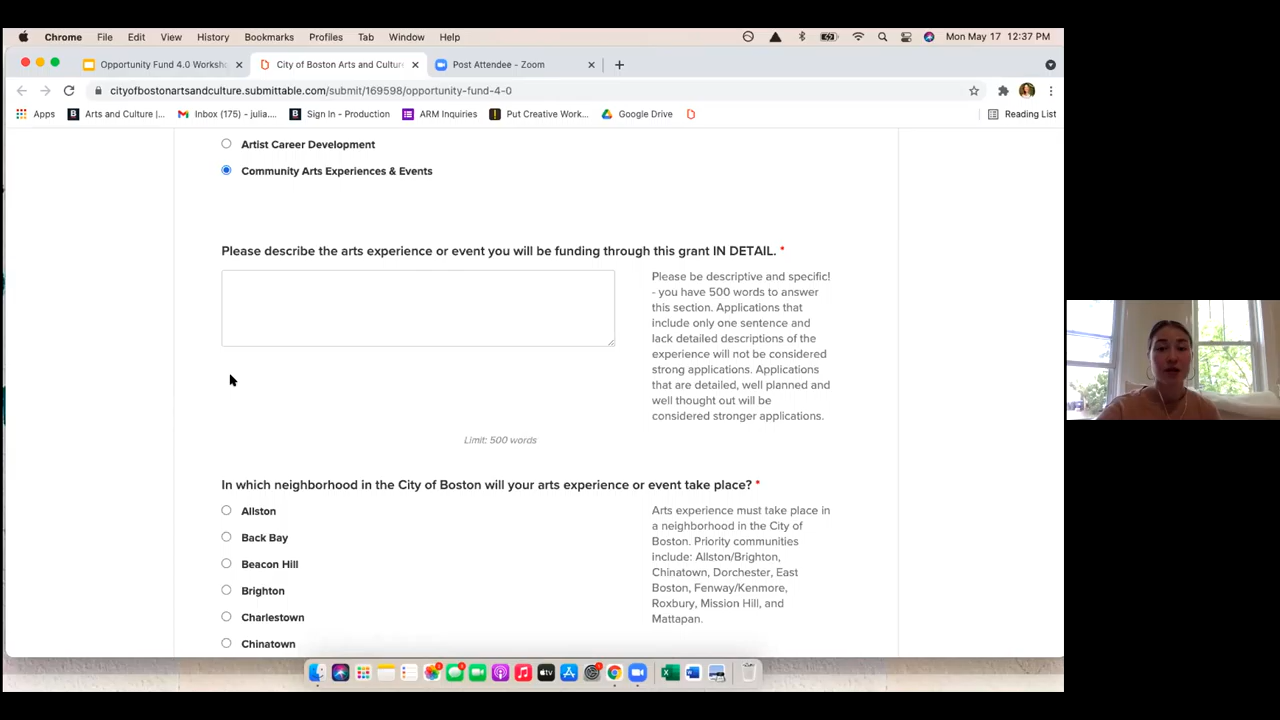 Chrome File Edit View History Bookmarks Profiles Tab Window Help Mon May 17 12:37 PM
Opportunity Fund 4.0 Worksh City of Boston Arts and Culture Post Attendee - Zoom
cityofbostonartsandculture.submittable.com/submit/169598/opportunity-fund-4-0
Apps Arts and Culture |... Inbox (175) - julia.... Sign In - Production ARM Inquiries Put Creative Work... Google Drive Reading List
Artist Career Development
Community Arts Experiences & Events
Please describe the arts experience or event you will be funding through this grant IN DETAIL. *
Please be descriptive and specific!
- you have 500 words to answer
this section. Applications that
include only one sentence and
lack detailed descriptions of the
experience will not be considered
strong applications. Applications
that are detailed, well planned and
well thought out will be
considered stronger applications.
Limit: 500 words
In which neighborhood in the City of Boston will your arts experience or event take place? *
Allston
Back Bay
Beacon Hill
Brighton
Charlestown
Chinatown
Arts experience must take place in
a neighborhood in the City of
Boston. Priority communities
include: Allston/Brighton,
Chinatown, Dorchester, East
Boston, Fenway/Kenmore,
Roxbury, Mission Hill, and
Mattapan.